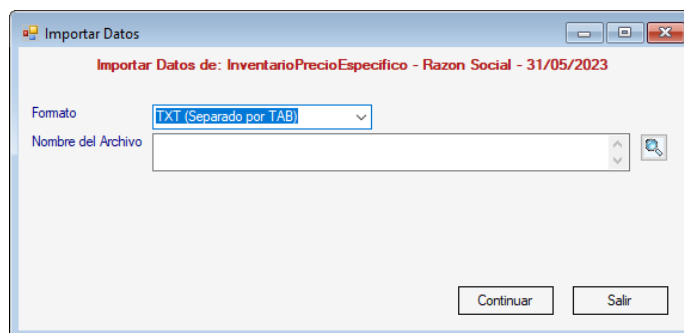 Importar Datos
Importar Datos de: InventarioPrecioEspecifico - Razon Social - 31/05/2023
Formato TXT (Separado por TAB)
Nombre del Archivo
Continuar Salir